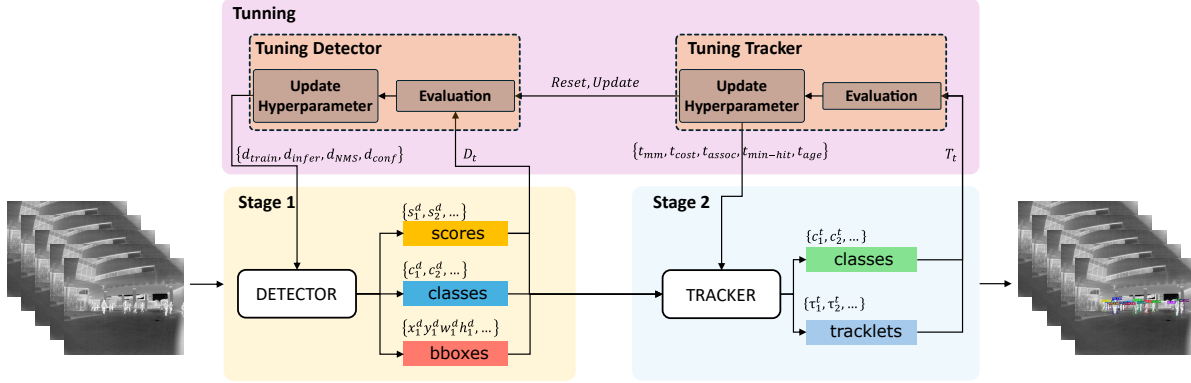 Tunning
Tuning Detector
Update
Hyperparameter
Evaluation
Reset, Update
Tuning Tracker
Update
Hyperparameter
Evaluation
{d_train, d_infer, d_NMS, d_conf}
D_t
{t_mm, t_cost, t_assoc, t_min-hit, t_age}
T_t
Stage 1
DETECTOR
{s_1^d, s_2^d, …}
scores
{c_1^d, c_2^d, …}
classes
{x_1^d y_1^d w_1^d h_1^d, …}
bboxes
Stage 2
TRACKER
{c_1^t, c_2^t, …}
classes
{τ_1^t, τ_2^t, …}
tracklets